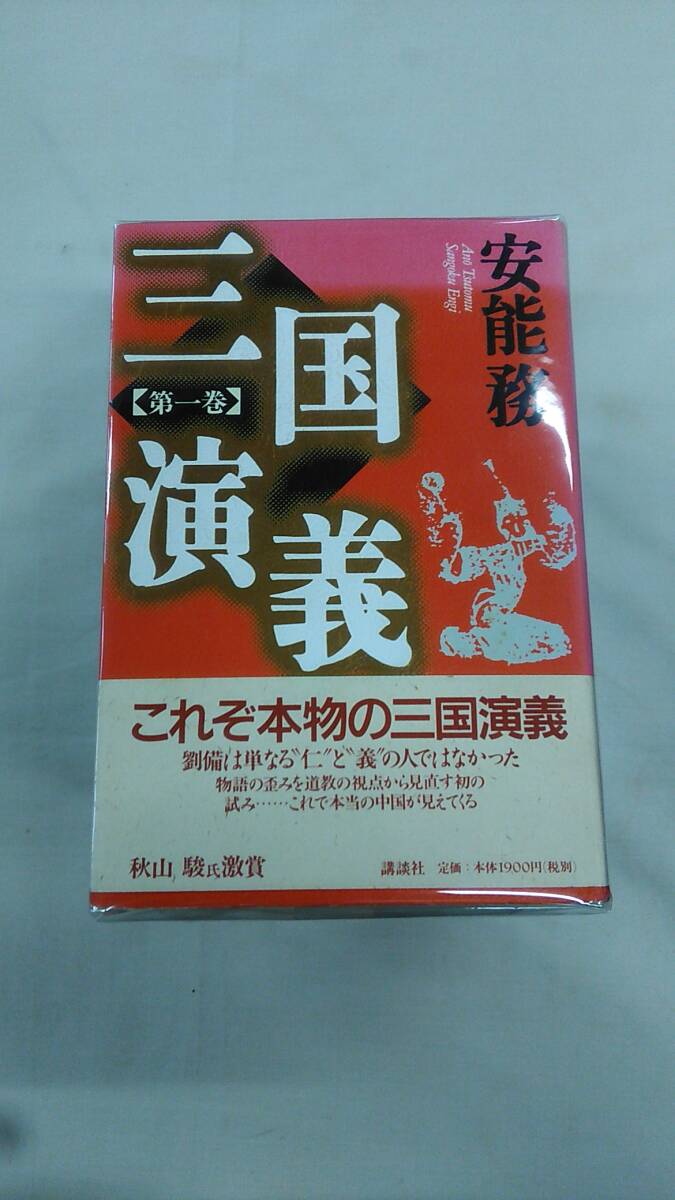 安能務
Anō Tsutomu
Sangoku Engi
三国演義
【第一巻】
これぞ本物の三国演義
劉備は単なる〝仁〟と〝義〟の人ではなかった
物語の歪みを道教の視点から見直す初の
試み……これで本当の中国が見えてくる
秋山 駿氏激賞
講談社 定価：本体1900円(税別)